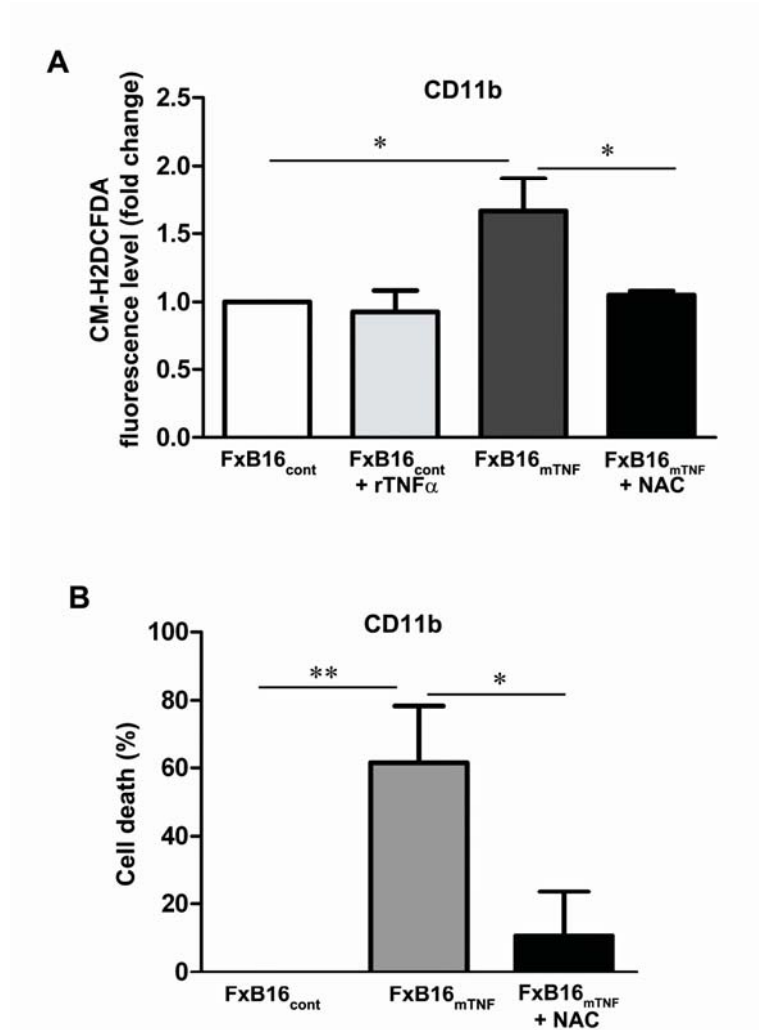 A
CD11b
CM-H2DCFDA
fluorescence level (fold change)
2.5
2.0
1.5
1.0
0.5
0.0
*
*
FxB16cont
FxB16cont
+ rTNFα
FxB16mTNF
FxB16mTNF
+ NAC
B
CD11b
Cell death (%)
100
80
60
40
20
0
**
*
FxB16cont
FxB16mTNF
FxB16mTNF
+ NAC